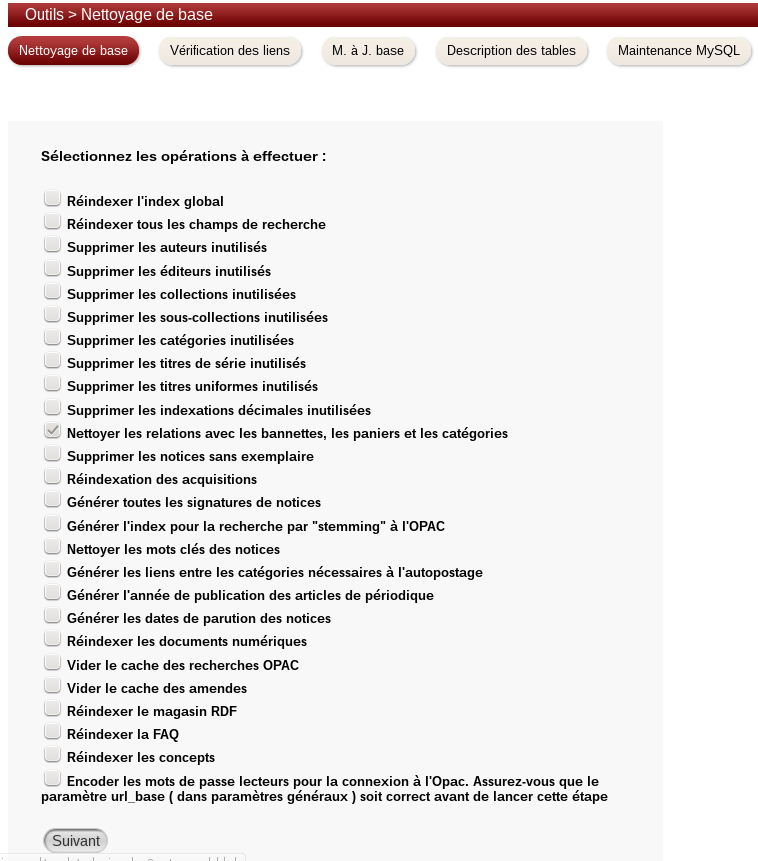 Outils > Nettoyage de base
Nettoyage de base Vérification des liens M. à J. base Description des tables Maintenance MySQL
Sélectionnez les opérations à effectuer :
Réindexer l'index global
Réindexer tous les champs de recherche
Supprimer les auteurs inutilisés
Supprimer les éditeurs inutilisés
Supprimer les collections inutilisées
Supprimer les sous-collections inutilisées
Supprimer les catégories inutilisées
Supprimer les titres de série inutilisés
Supprimer les titres uniformes inutilisés
Supprimer les indexations décimales inutilisées
Nettoyer les relations avec les bannettes, les paniers et les catégories
Supprimer les notices sans exemplaire
Réindexation des acquisitions
Générer toutes les signatures de notices
Générer l'index pour la recherche par "stemming" à l'OPAC
Nettoyer les mots clés des notices
Générer les liens entre les catégories nécessaires à l'autopostage
Générer l'année de publication des articles de périodique
Générer les dates de parution des notices
Réindexer les documents numériques
Vider le cache des recherches OPAC
Vider le cache des amendes
Réindexer le magasin RDF
Réindexer la FAQ
Réindexer les concepts
Encoder les mots de passe lecteurs pour la connexion à l'Opac. Assurez-vous que le
paramètre url_base ( dans paramètres généraux ) soit correct avant de lancer cette étape
Suivant